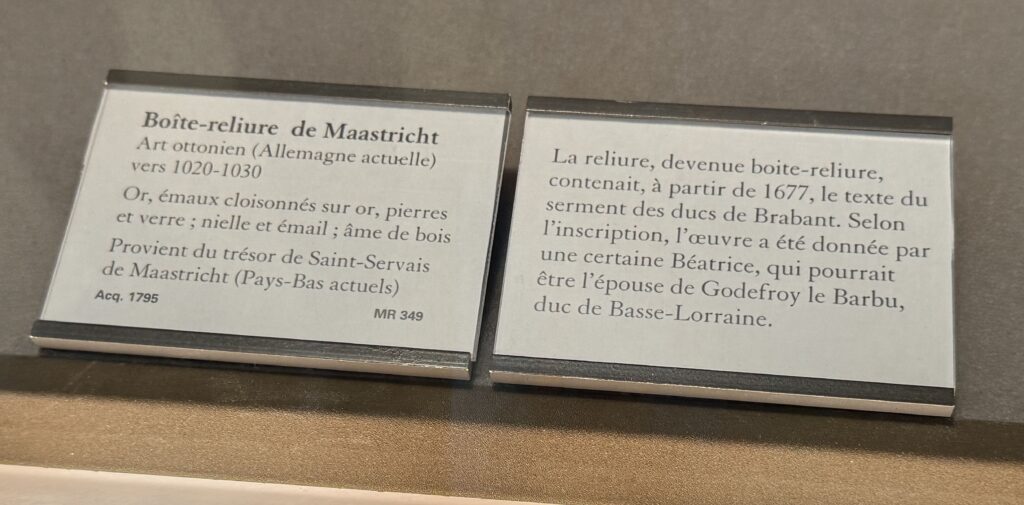 Boîte-reliure de Maastricht
Art ottonien (Allemagne actuelle)
vers 1020-1030
Or, émaux cloisonnés sur or, pierres
et verre ; nielle et émail ; âme de bois
Provient du trésor de Saint-Servais
de Maastricht (Pays-Bas actuels)
Acq. 1795
MR 349
La reliure, devenue boite-reliure,
contenait, à partir de 1677, le texte du
serment des ducs de Brabant. Selon
l'inscription, l'œuvre a été donnée par
une certaine Béatrice, qui pourrait
être l'épouse de Godefroy le Barbu,
duc de Basse-Lorraine.